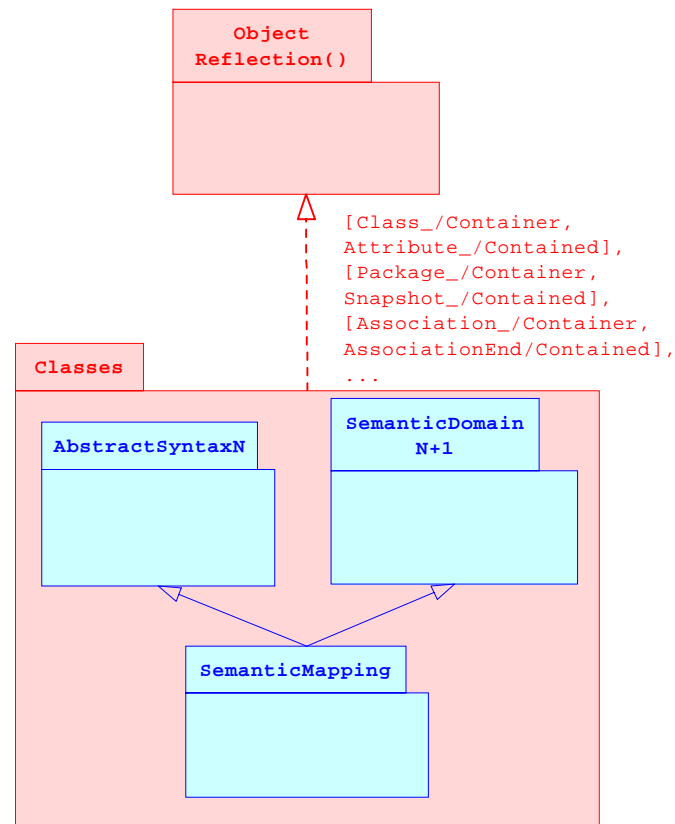 Object
Reflection()
[Class_/Container,
Attribute_/Contained],
[Package_/Container,
Snapshot_/Contained],
[Association_/Container,
AssociationEnd/Contained],
...
Classes
AbstractSyntaxN
SemanticDomain
N+1
SemanticMapping